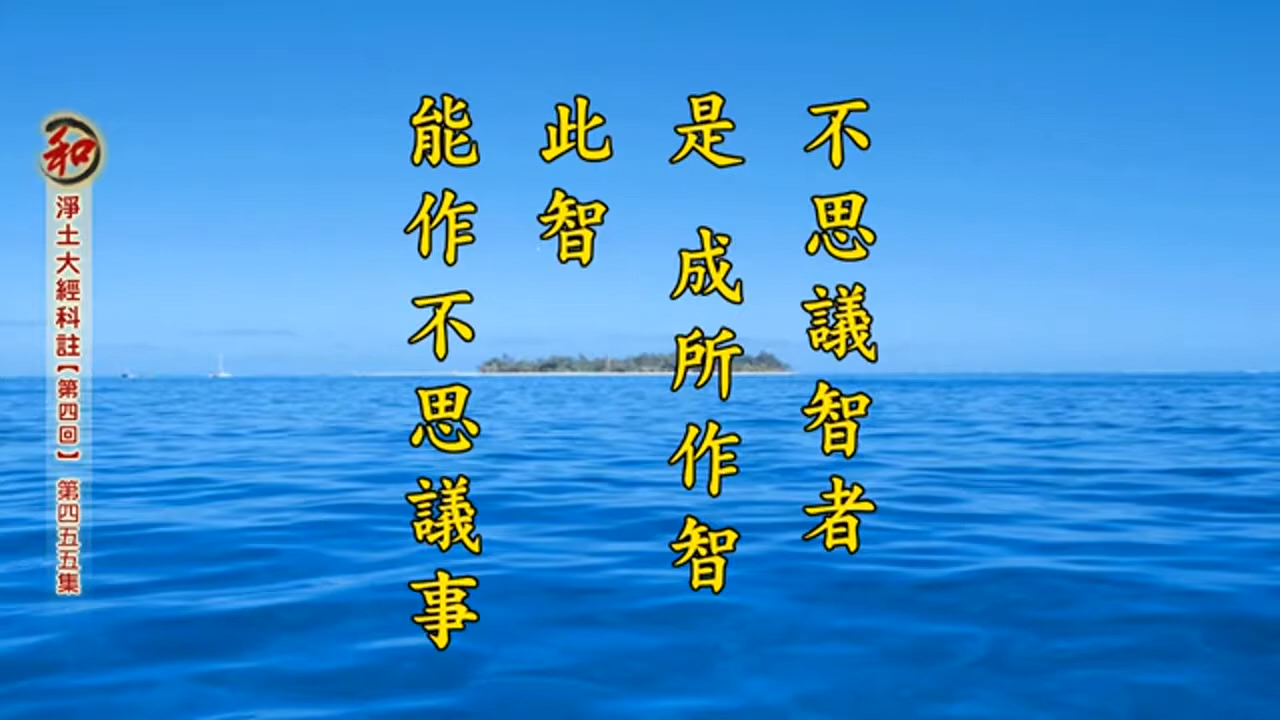 不思議智者
是 成所作智
此智
能作不思議事
和
淨土大經科註【第四回】 第四五五集